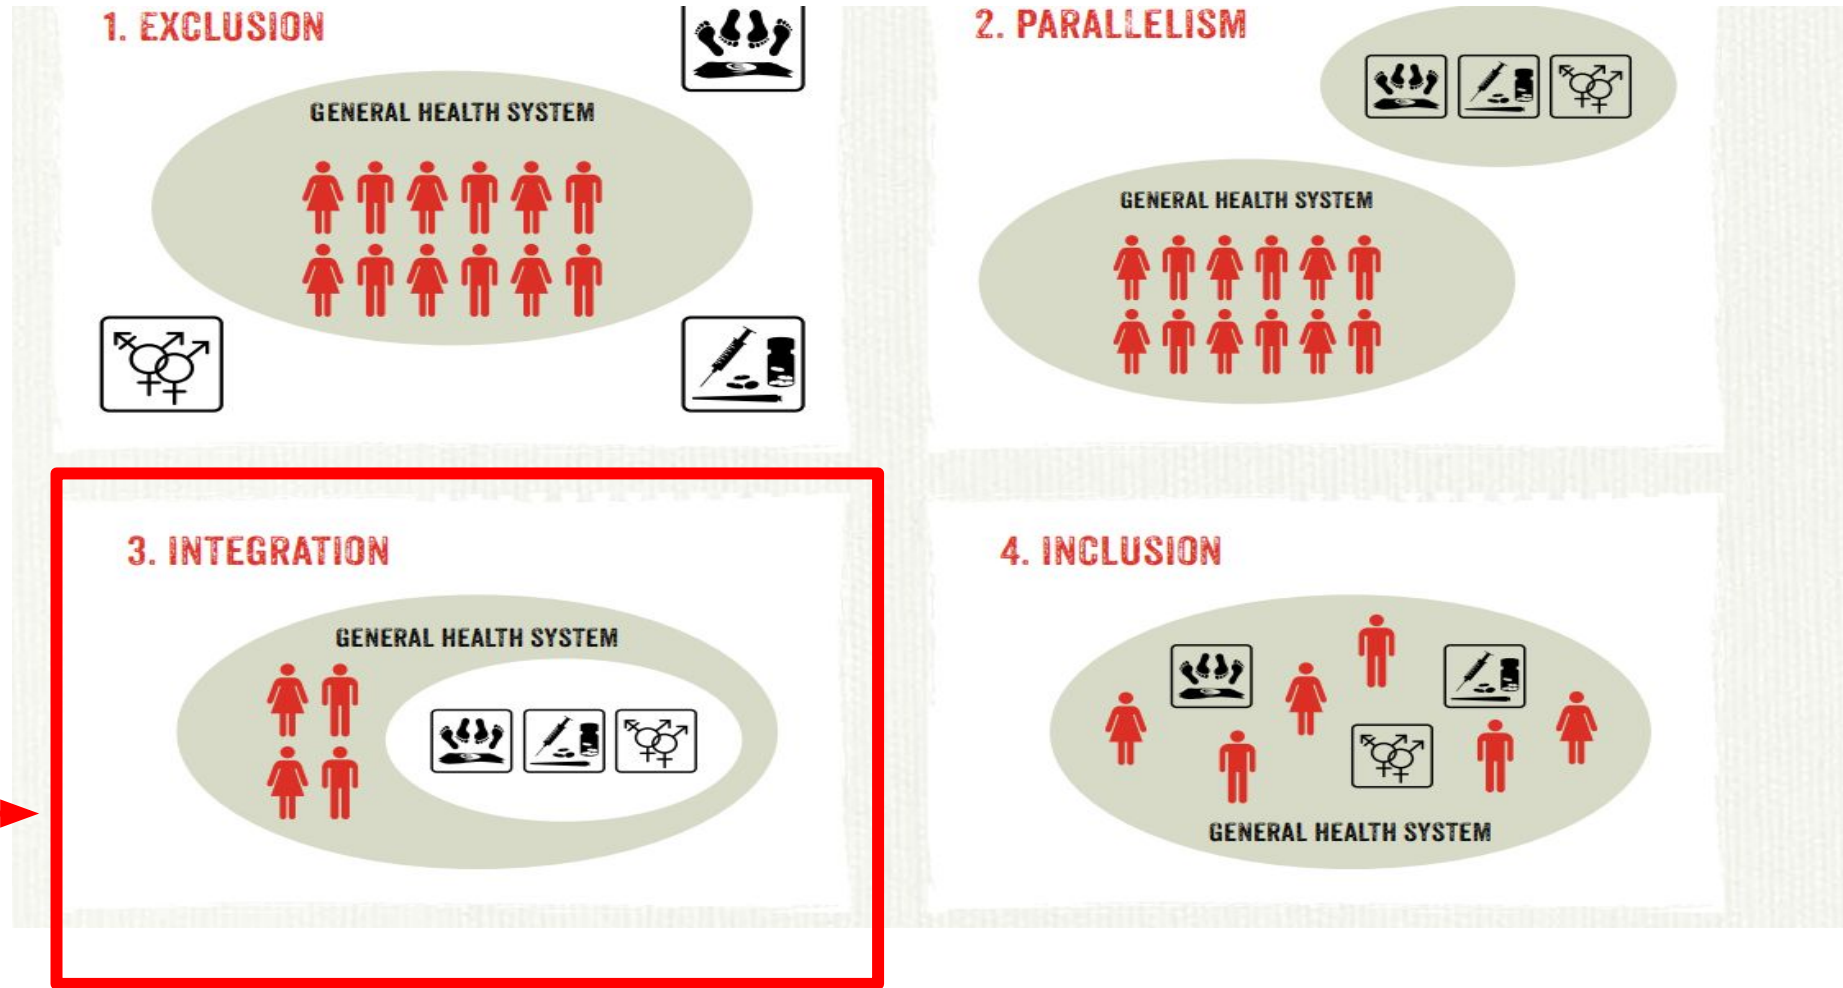 1. EXCLUSION
GENERAL HEALTH SYSTEM
2. PARALLELISM
GENERAL HEALTH SYSTEM
3. INTEGRATION
GENERAL HEALTH SYSTEM
4. INCLUSION
GENERAL HEALTH SYSTEM